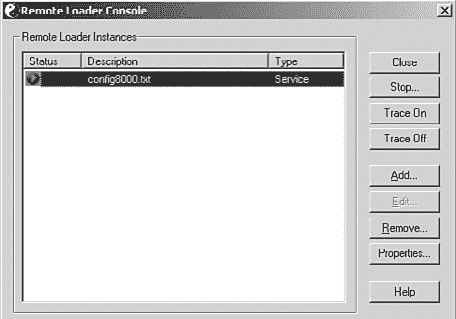 Remote Loader Console
Remote Loader Instances
Status Description Type
config8000.txt Service
Close
Stop...
Trace On
Trace Off
Add...
Edit...
Remove...
Properties...
Help